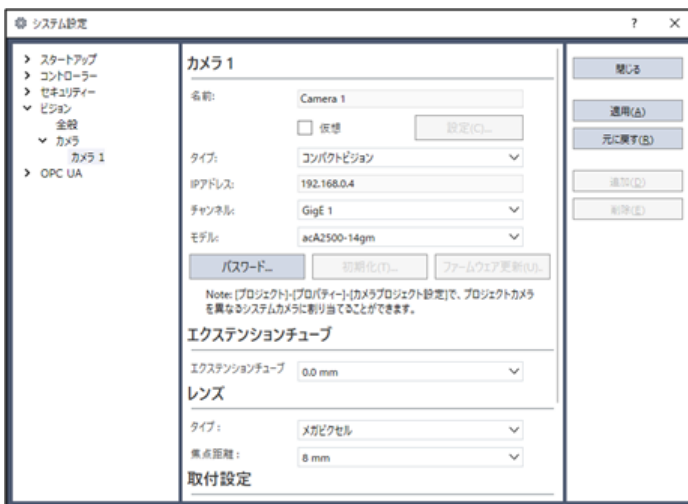 システム設定
? ×
スタートアップ
コントローラー
セキュリティー
ビジョン
全般
カメラ
カメラ 1
OPC UA
カメラ 1
名前: Camera 1
仮想 設定(C)...
タイプ: コンパクトビジョン
IPアドレス: 192.168.0.4
チャンネル: GigE 1
モデル: acA2500-14gm
パスワード... 初期化(T)... ファームウェア更新(U)..
Note: [プロジェクト]-[プロパティー]-[カメラプロジェクト設定]で、プロジェクトカメラ
を異なるシステムカメラに割り当てることができます。
エクステンションチューブ
エクステンションチューブ 0.0 mm
レンズ
タイプ : メガピクセル
焦点距離 : 8 mm
取付設定
閉じる
適用(A)
元に戻す(R)
追加(D)
削除(E)